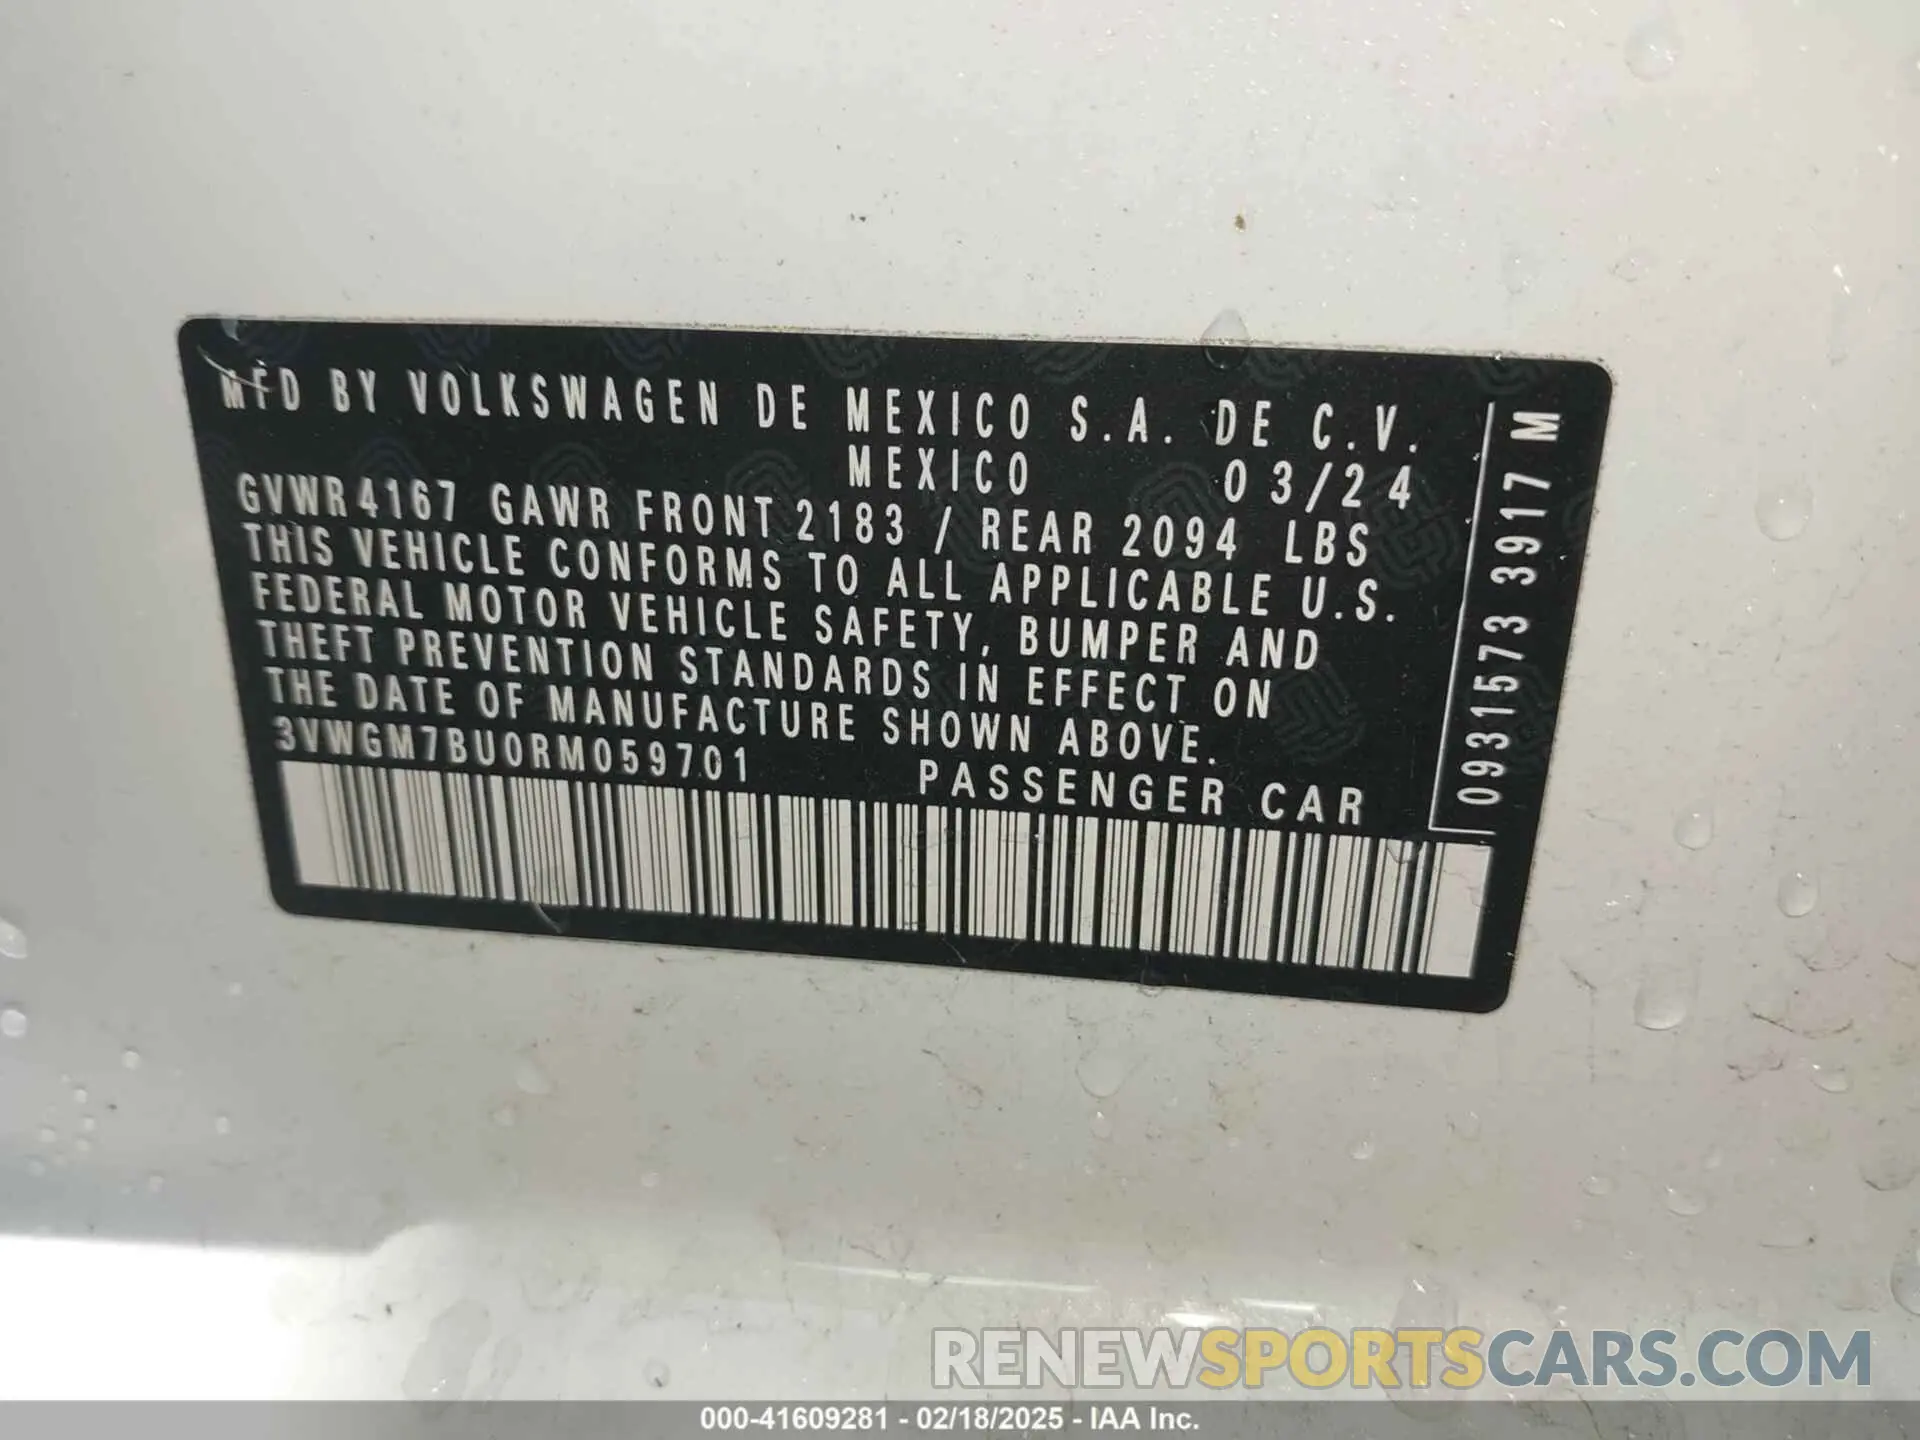 MFD BY VOLKSWAGEN DE MEXICO S.A. DE C.V.
MEXICO 03/24
GVWR 4167 GAWR FRONT 2183 / REAR 2094 LBS
THIS VEHICLE CONFORMS TO ALL APPLICABLE U.S.
FEDERAL MOTOR VEHICLE SAFETY, BUMPER AND
THEFT PREVENTION STANDARDS IN EFFECT ON
THE DATE OF MANUFACTURE SHOWN ABOVE.
3VWGM7BU0RM059701
PASSENGER CAR
0931573 3917 M
RENEWSPORTSCARS.COM
000-41609281 - 02/18/2025 - IAA Inc.